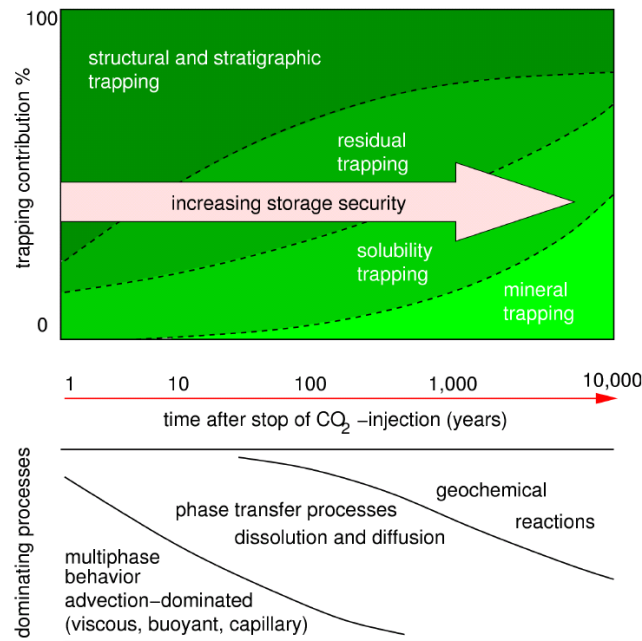 100
structural and stratigraphic
trapping
residual
trapping
increasing storage security
solubility
trapping
mineral
trapping
0
trapping contribution %
1 10 100 1,000 10,000
time after stop of CO2 −injection (years)
dominating processes
geochemical
reactions
phase transfer processes
dissolution and diffusion
multiphase
behavior
advection−dominated
(viscous, buoyant, capillary)